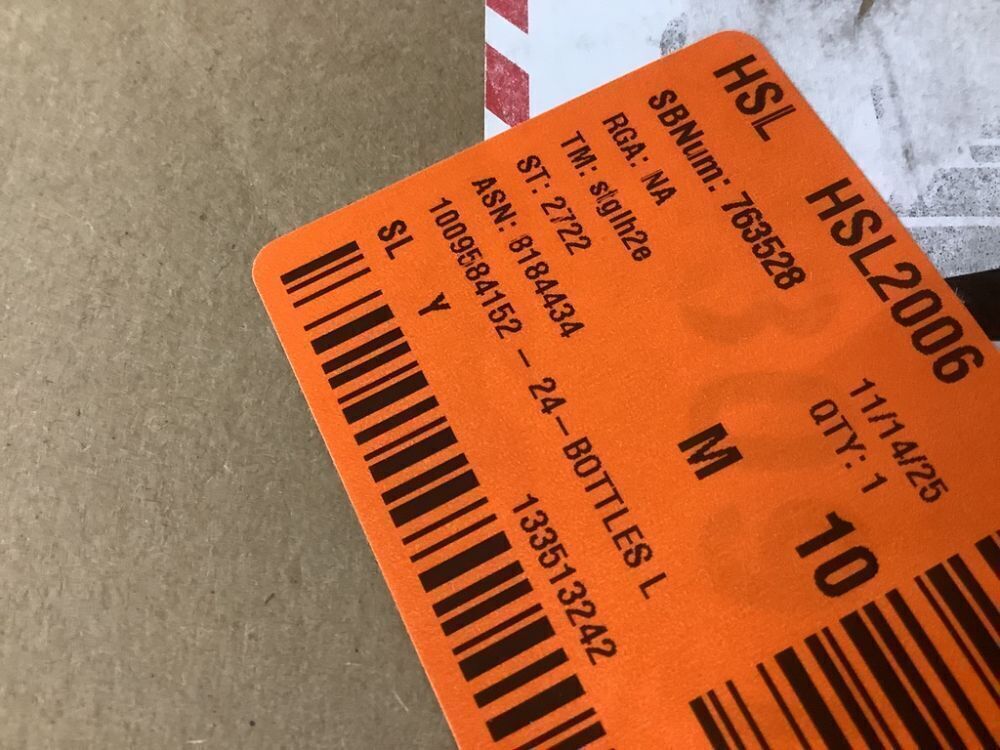 HSL HSL2006
SBNum: 763528 11/14/25
RGA: NA QTY: 1
TM: stglh2e
ST: 2722 M 10
ASN: 8184434
1009584152 - 24-BOTTLES L
SL Y 133513242